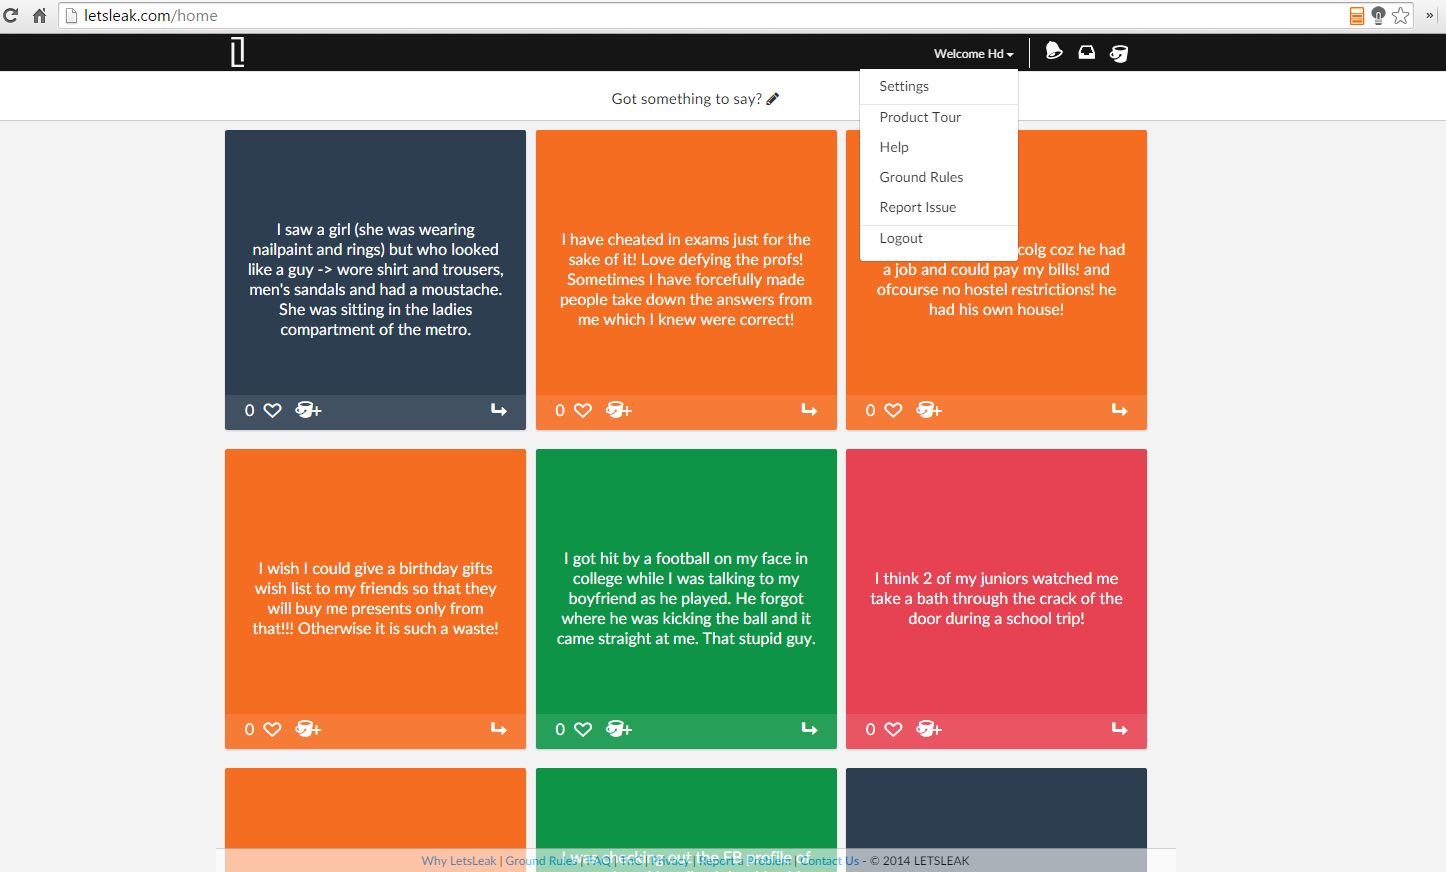 letsleak.com/home
Welcome Hd
Settings
Product Tour
Help
Ground Rules
Report Issue
Logout
Got something to say?
I saw a girl (she was wearing
nailpaint and rings) but who looked
like a guy -> wore shirt and trousers,
men's sandals and had a moustache.
She was sitting in the ladies
compartment of the metro.
0
I have cheated in exams just for the
sake of it! Love defying the profs!
Sometimes I have forcefully made
people take down the answers from
me which I knew were correct!
0
colg coz he had
a job and could pay my bills! and
ofcourse no hostel restrictions! he
had his own house!
0
I wish I could give a birthday gifts
wish list to my friends so that they
will buy me presents only from
that!!! Otherwise it is such a waste!
0
I got hit by a football on my face in
college while I was talking to my
boyfriend as he played. He forgot
where he was kicking the ball and it
came straight at me. That stupid guy.
0
I think 2 of my juniors watched me
take a bath through the crack of the
door during a school trip!
0
I was checking out the FB profile of
Why LetsLeak | Ground Rules | FAQ | TnC | Privacy | Report a Problem | Contact Us - © 2014 LETSLEAK